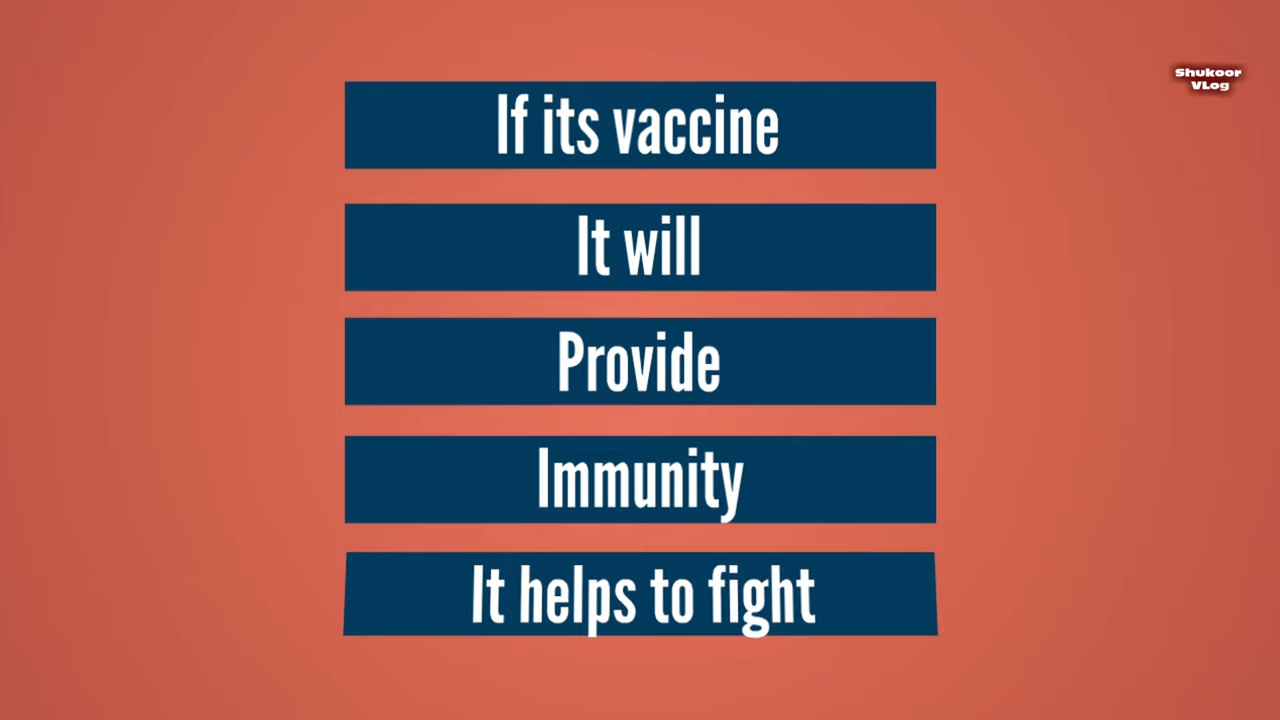 If its vaccine
It will
Provide
Immunity
It helps to fight
Shukoor
VLog